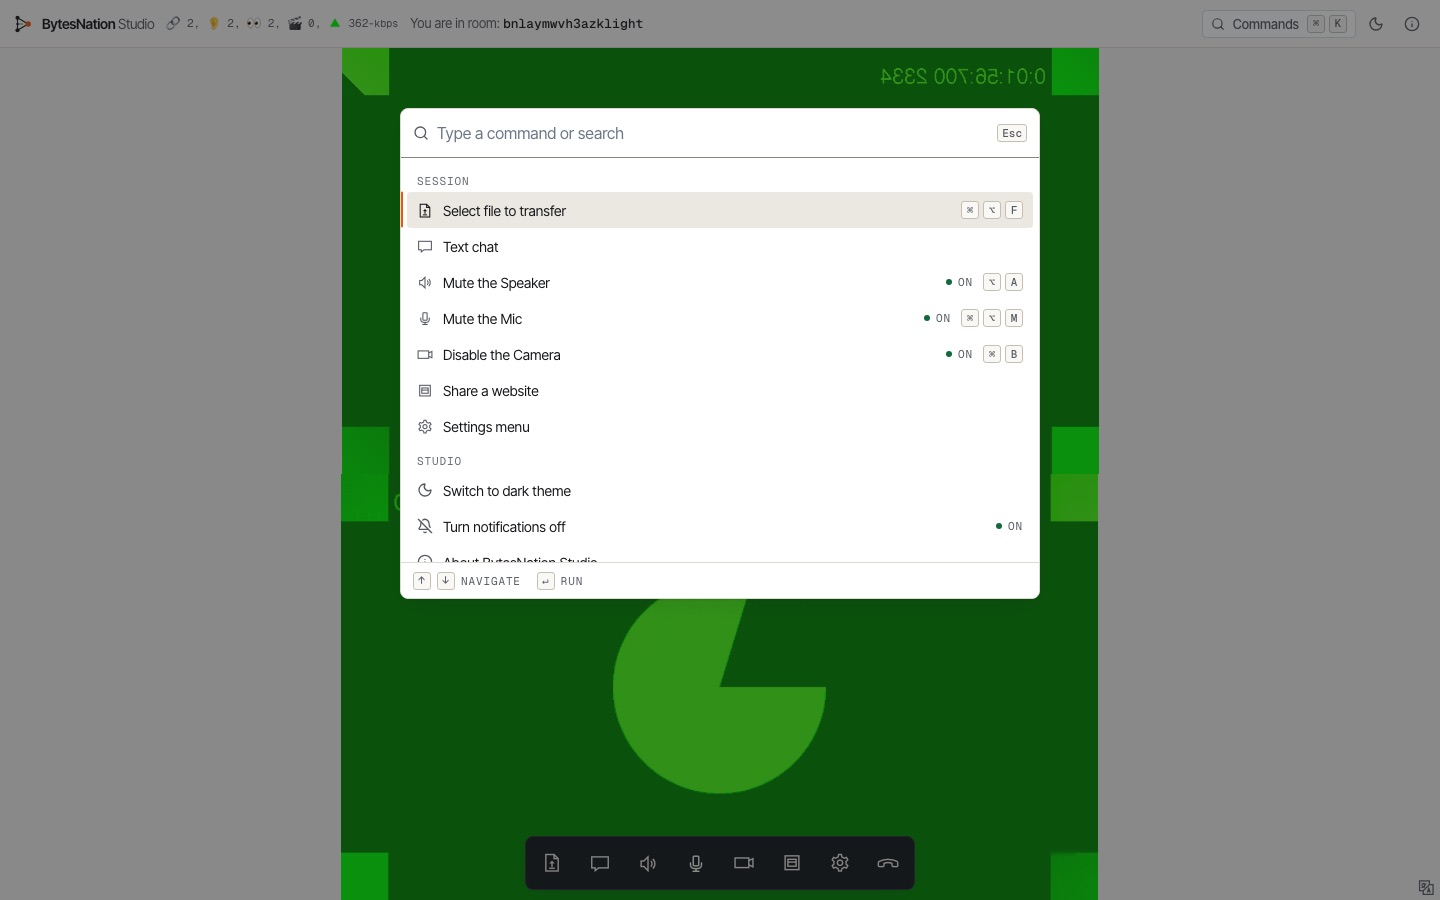 BytesNation Studio 🔗 2, 👂 2, 👀 2, 🎬 0, ▲ 362-kbps You are in room: bnlaymwvh3azklight
Commands ⌘ K
0:01:56:700 2334
Type a command or search Esc
SESSION
Select file to transfer ⌘ ⌥ F
Text chat
Mute the Speaker ON ⌥ A
Mute the Mic ON ⌘ ⌥ M
Disable the Camera ON ⌘ B
Share a website
Settings menu
STUDIO
Switch to dark theme
Turn notifications off ON
About BytesNation Studio
↑ ↓ NAVIGATE ↵ RUN